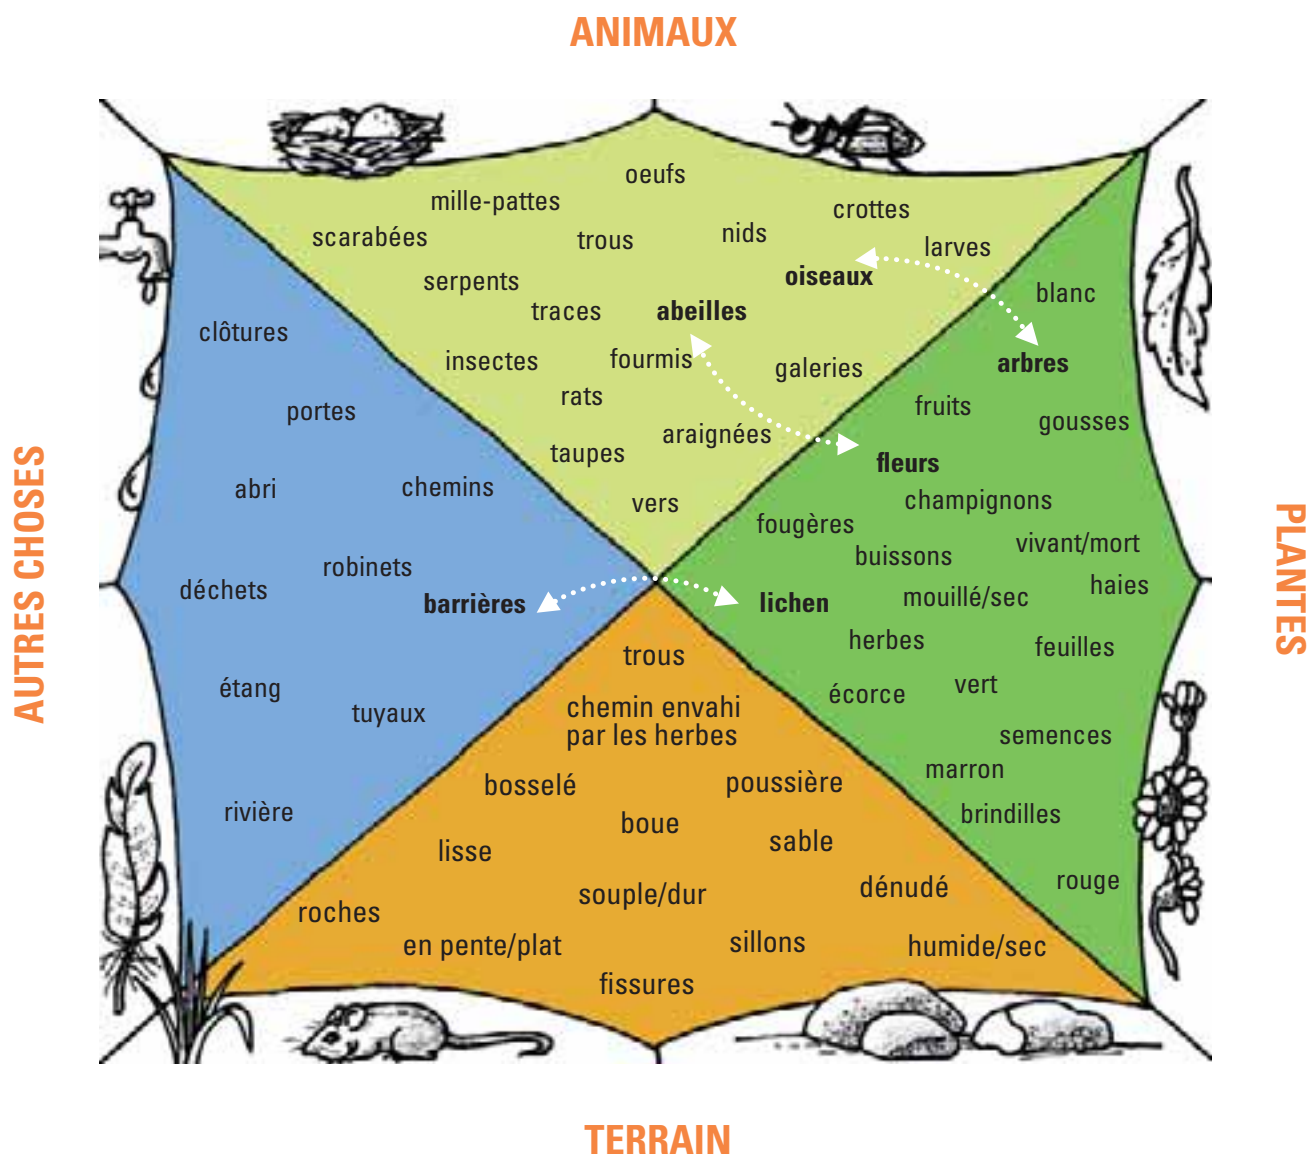 ANIMAUX
oeufs
mille-pattes
crottes
scarabées
trous
nids
larves
serpents
oiseaux
traces
abeilles
insectes
fourmis
galeries
rats
araignées
taupes
vers
AUTRES CHOSES
clôtures
portes
abri
chemins
robinets
déchets
barrières
étang
tuyaux
rivière
PLANTES
blanc
arbres
fruits
gousses
fleurs
champignons
fougères
buissons
vivant/mort
haies
lichen
mouillé/sec
herbes
feuilles
écorce
vert
semences
marron
brindilles
rouge
trous
chemin envahi
par les herbes
bosselé
poussière
boue
lisse
sable
souple/dur
dénudé
roches
en pente/plat
sillons
humide/sec
fissures
TERRAIN